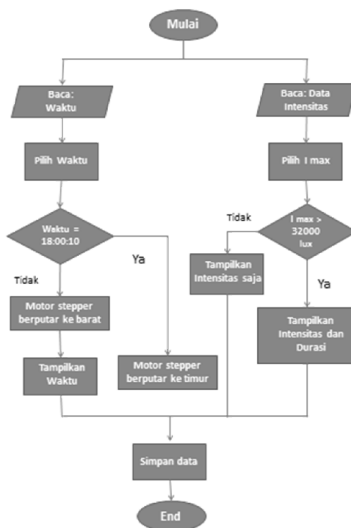 Mulai
Baca:
Waktu
Baca: Data
Intensitas
Pilih Waktu
Pilih I max
Waktu =
18:00:10
I max >
32000
lux
Tidak
Ya
Tidak
Ya
Tampilkan
Intensitas saja
Motor stepper
berputar ke barat
Tampilkan
Intensitas dan
Durasi
Tampilkan
Waktu
Motor stepper
berputar ke timur
Simpan data
End